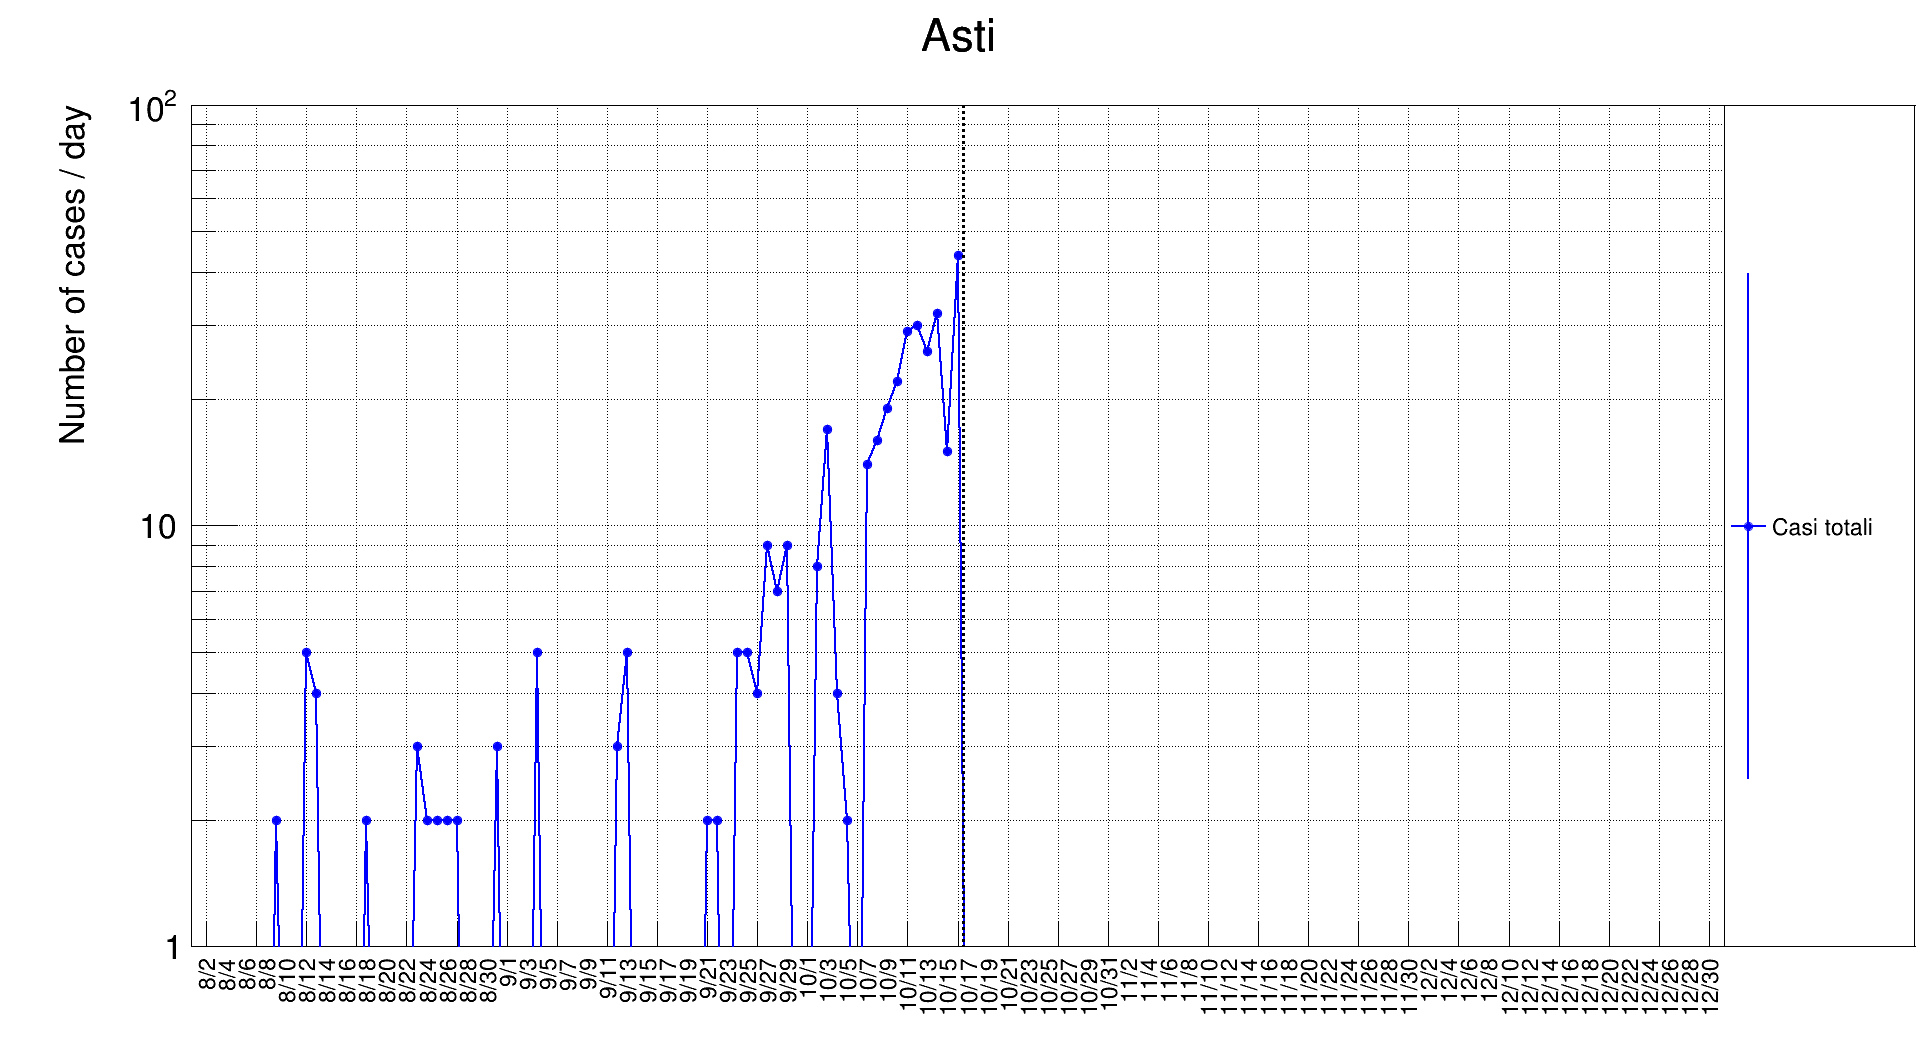 Asti
Number of cases / day
10²
10
1
Casi totali
8/2 8/4 8/6 8/8 8/10 8/12 8/14 8/16 8/18 8/20 8/22 8/24 8/26 8/28 8/30 9/1 9/3 9/5 9/7 9/9 9/11 9/13 9/15 9/17 9/19 9/21 9/23 9/25 9/27 9/29 10/1 10/3 10/5 10/7 10/9 10/11 10/13 10/15 10/17 10/19 10/21 10/23 10/25 10/27 10/29 10/31 11/2 11/4 11/6 11/8 11/10 11/12 11/14 11/16 11/18 11/20 11/22 11/24 11/26 11/28 11/30 12/2 12/4 12/6 12/8 12/10 12/12 12/14 12/16 12/18 12/20 12/22 12/24 12/26 12/28 12/30